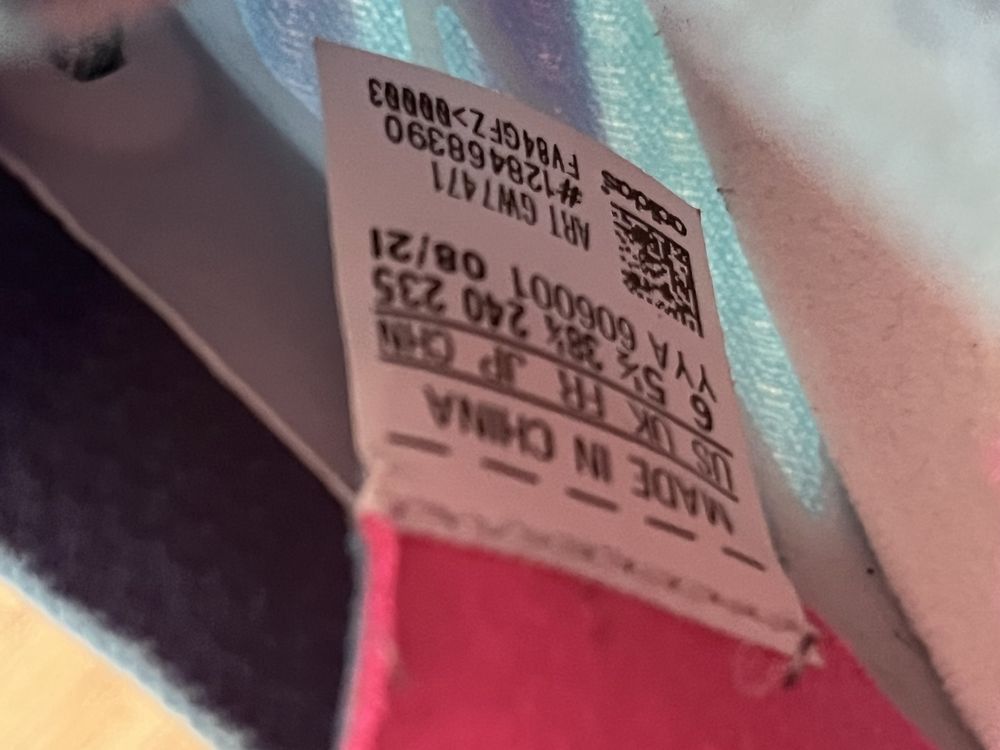 MADE IN CHINA
US UK FR JP CHN
6 5½ 38⅔ 240 235
YYA 606001 08/21
ART GW7471
#128468390
FV84GFZ>00003
adidas